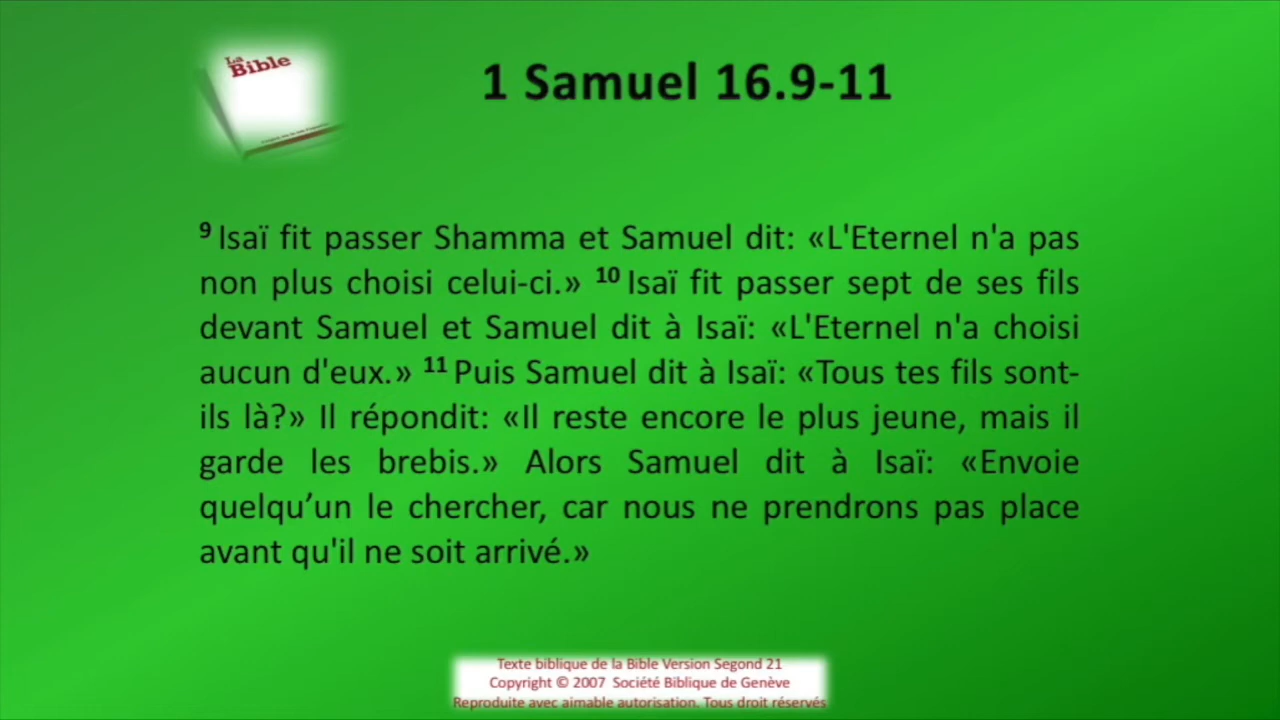 La
Bible
1 Samuel 16.9-11
9 Isaï fit passer Shamma et Samuel dit: «L'Eternel n'a pas
non plus choisi celui-ci.» 10 Isaï fit passer sept de ses fils
devant Samuel et Samuel dit à Isaï: «L'Eternel n'a choisi
aucun d'eux.» 11 Puis Samuel dit à Isaï: «Tous tes fils sont-
ils là?» Il répondit: «Il reste encore le plus jeune, mais il
garde les brebis.» Alors Samuel dit à Isaï: «Envoie
quelqu’un le chercher, car nous ne prendrons pas place
avant qu'il ne soit arrivé.»
Texte biblique de la Bible Version Segond 21
Copyright © 2007 Société Biblique de Genève
Reproduite avec aimable autorisation. Tous droit réservés